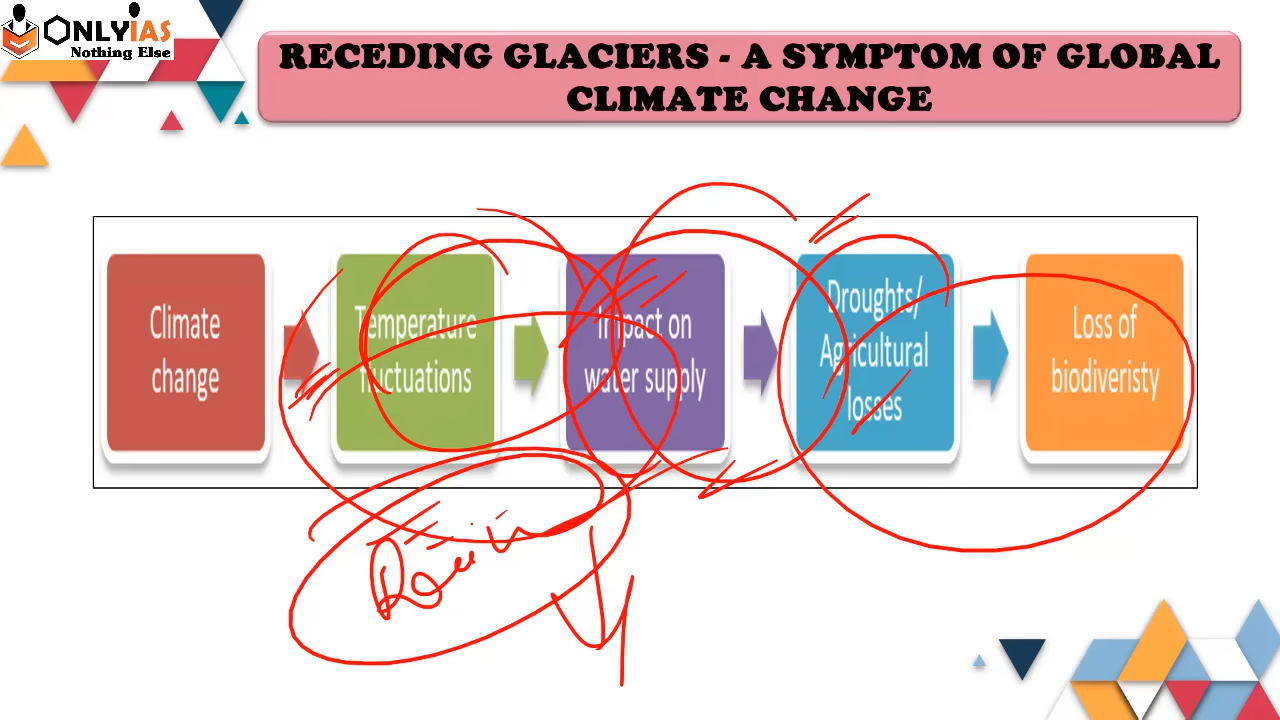 ONLYIAS
Nothing Else
RECEDING GLACIERS - A SYMPTOM OF GLOBAL
CLIMATE CHANGE
Climate
change
Temperature
fluctuations
Impact on
water supply
Droughts/
Agricultural
losses
Loss of
biodiveristy